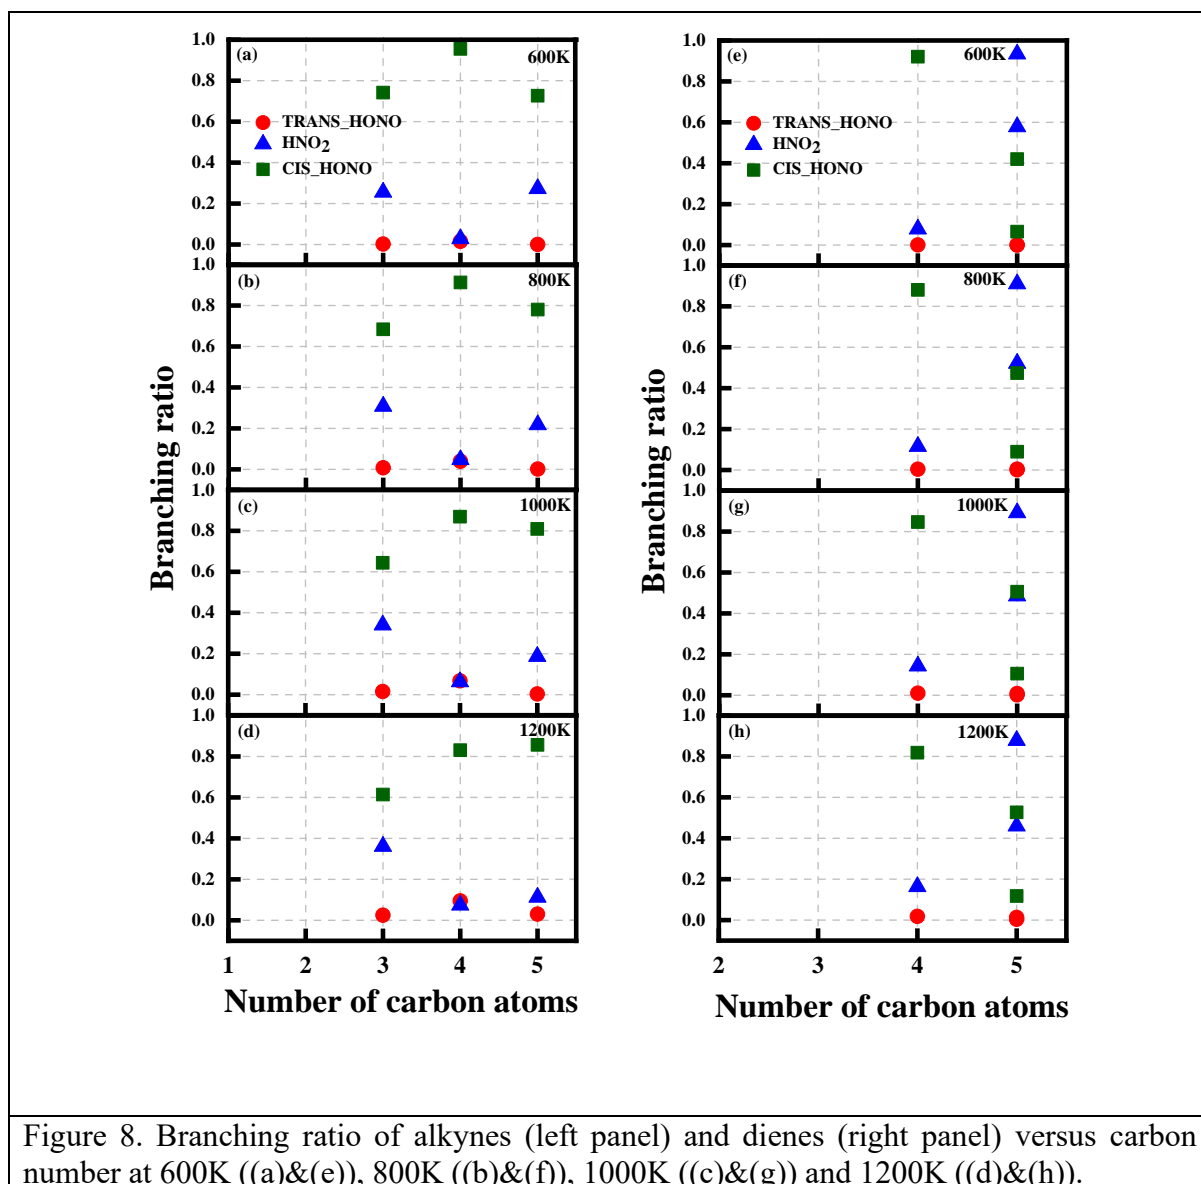 (a)
600K
1.0
0.8
0.6
0.4
0.2
0.0
TRANS_HONO
HNO2
CIS_HONO
(b)
800K
1.0
0.8
0.6
0.4
0.2
0.0
(c)
1000K
1.0
0.8
0.6
0.4
0.2
0.0
(d)
1200K
1.0
0.8
0.6
0.4
0.2
0.0
1 2 3 4 5
Branching ratio
Number of carbon atoms
(e)
600K
1.0
0.8
0.6
0.4
0.2
0.0
TRANS_HONO
HNO2
CIS_HONO
(f)
800K
1.0
0.8
0.6
0.4
0.2
0.0
(g)
1000K
1.0
0.8
0.6
0.4
0.2
0.0
(h)
1200K
1.0
0.8
0.6
0.4
0.2
0.0
2 3 4 5
Branching ratio
Number of carbon atoms
Figure 8. Branching ratio of alkynes (left panel) and dienes (right panel) versus carbon
number at 600K ((a)&(e)), 800K ((b)&(f)), 1000K ((c)&(g)) and 1200K ((d)&(h)).